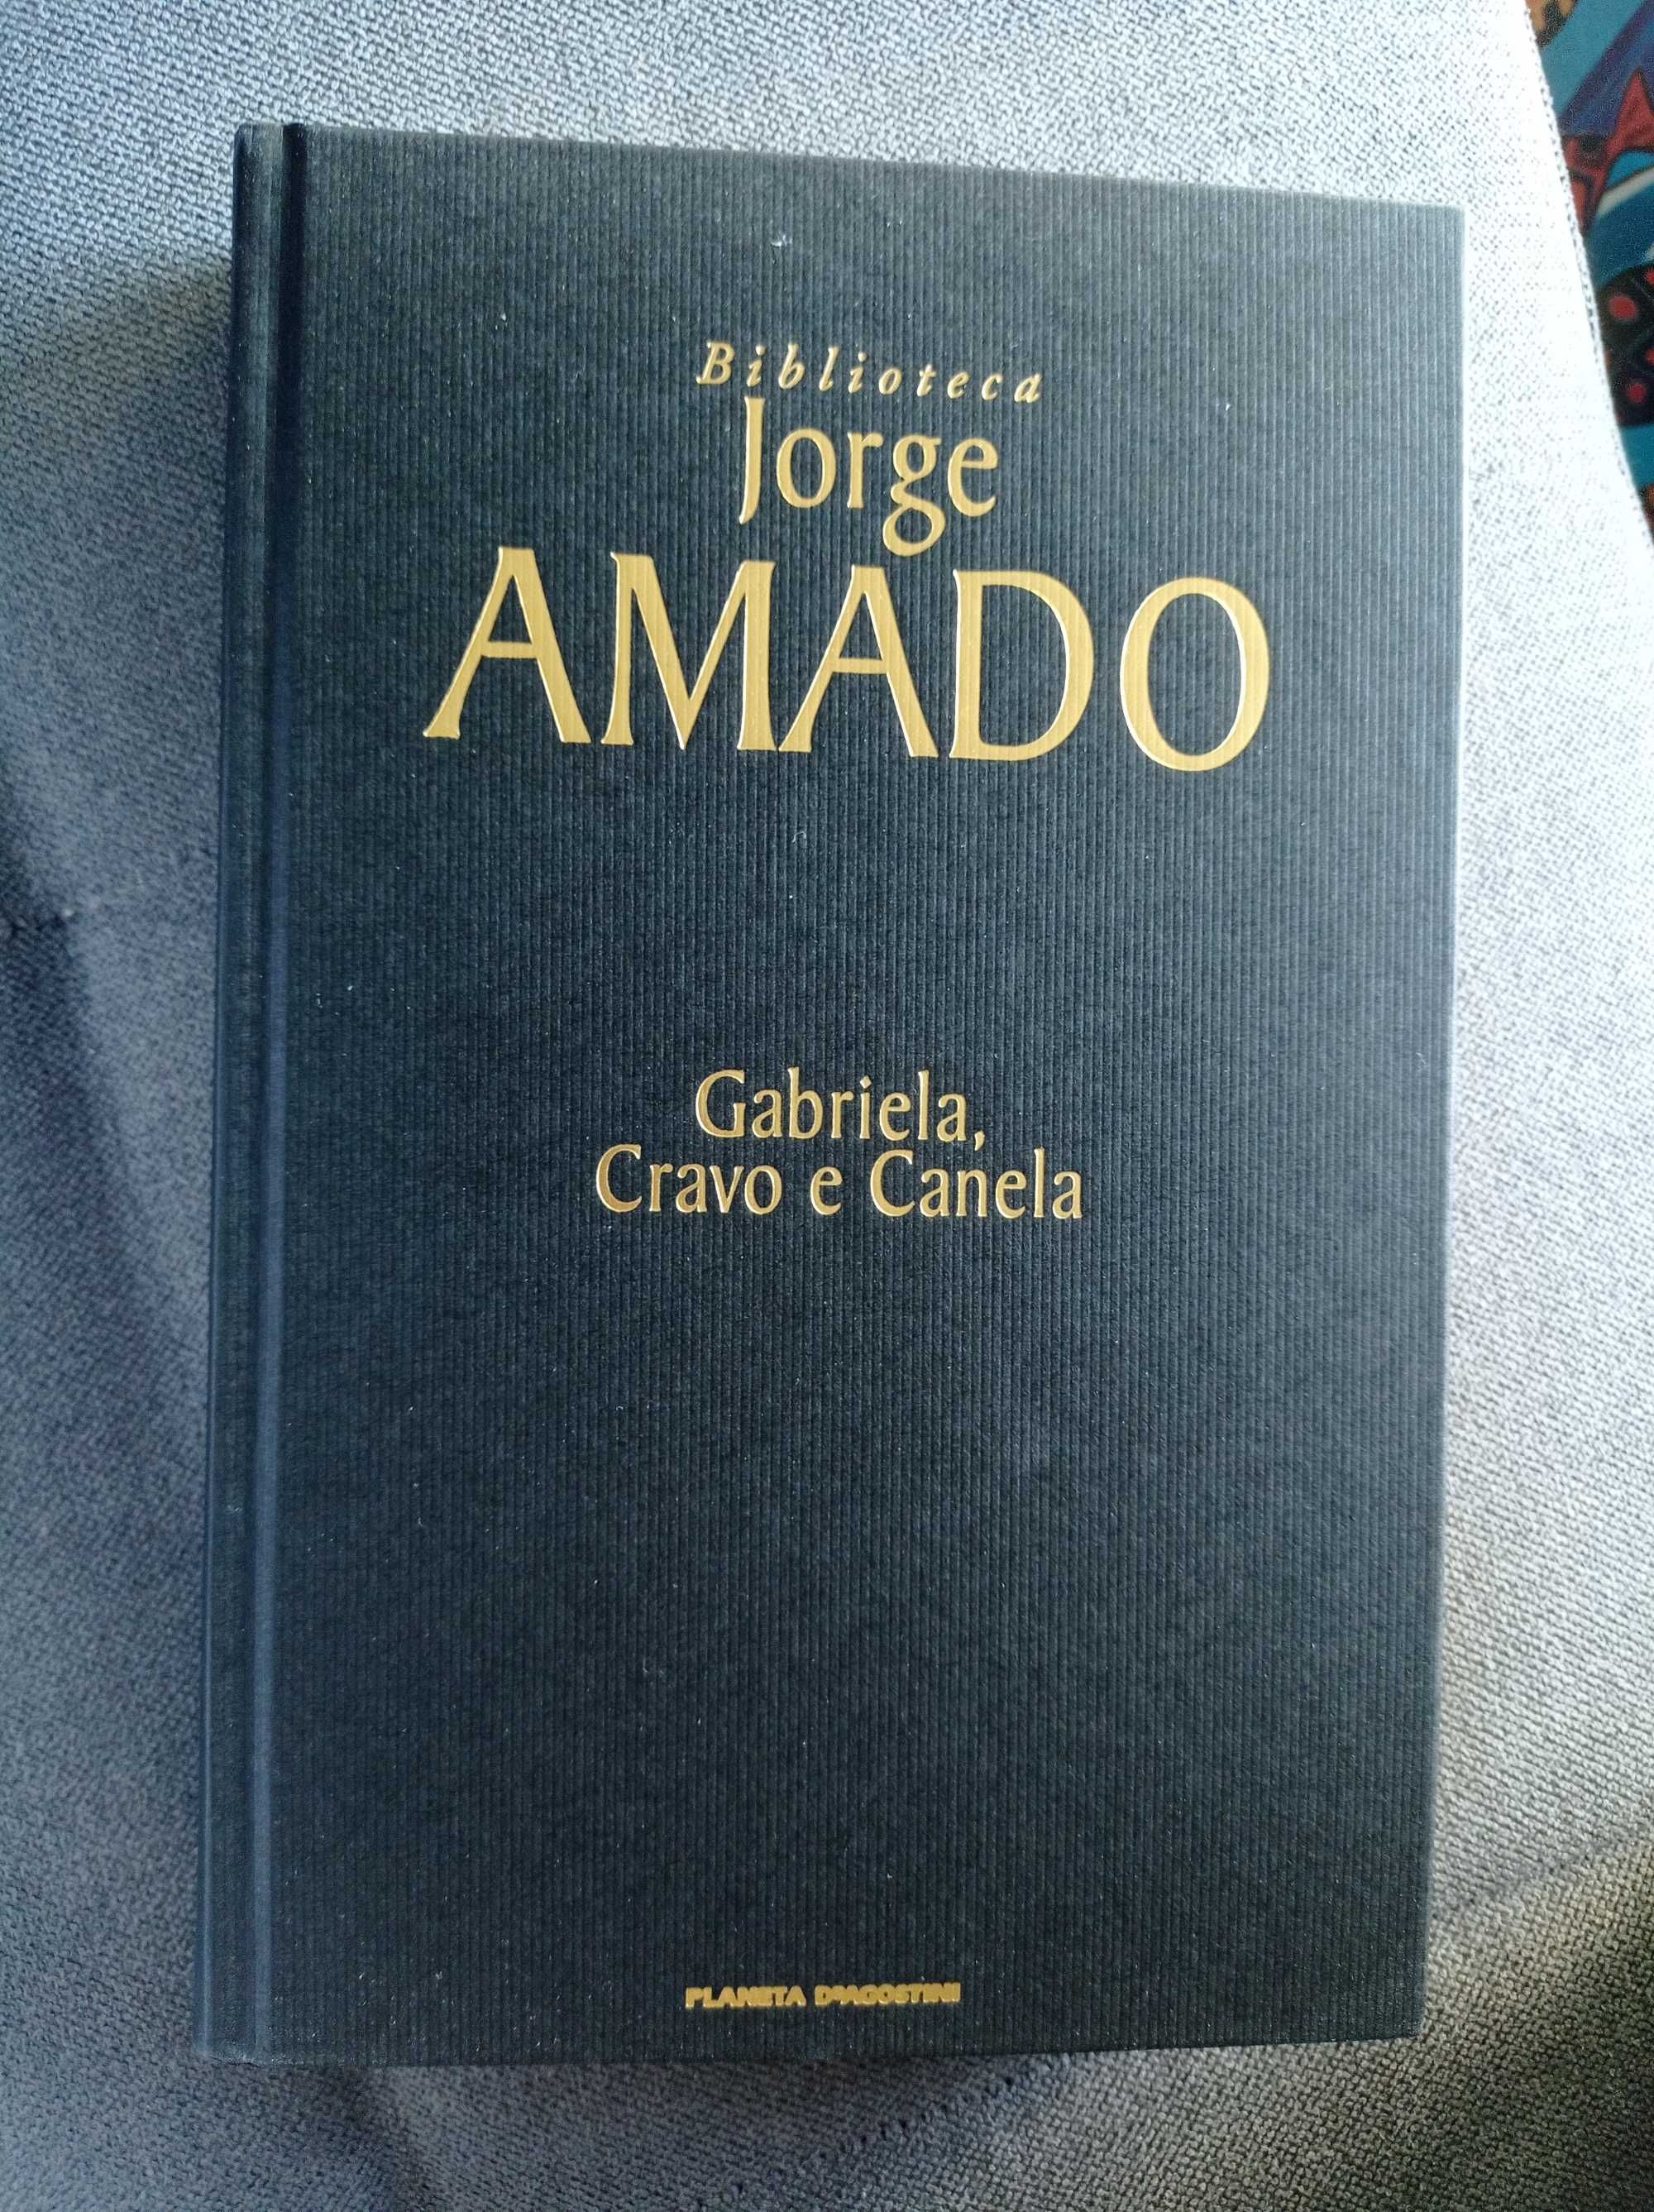 Biblioteca
Jorge
AMADO
Gabriela,
Cravo e Canela
PLANETA DeAGOSTINI